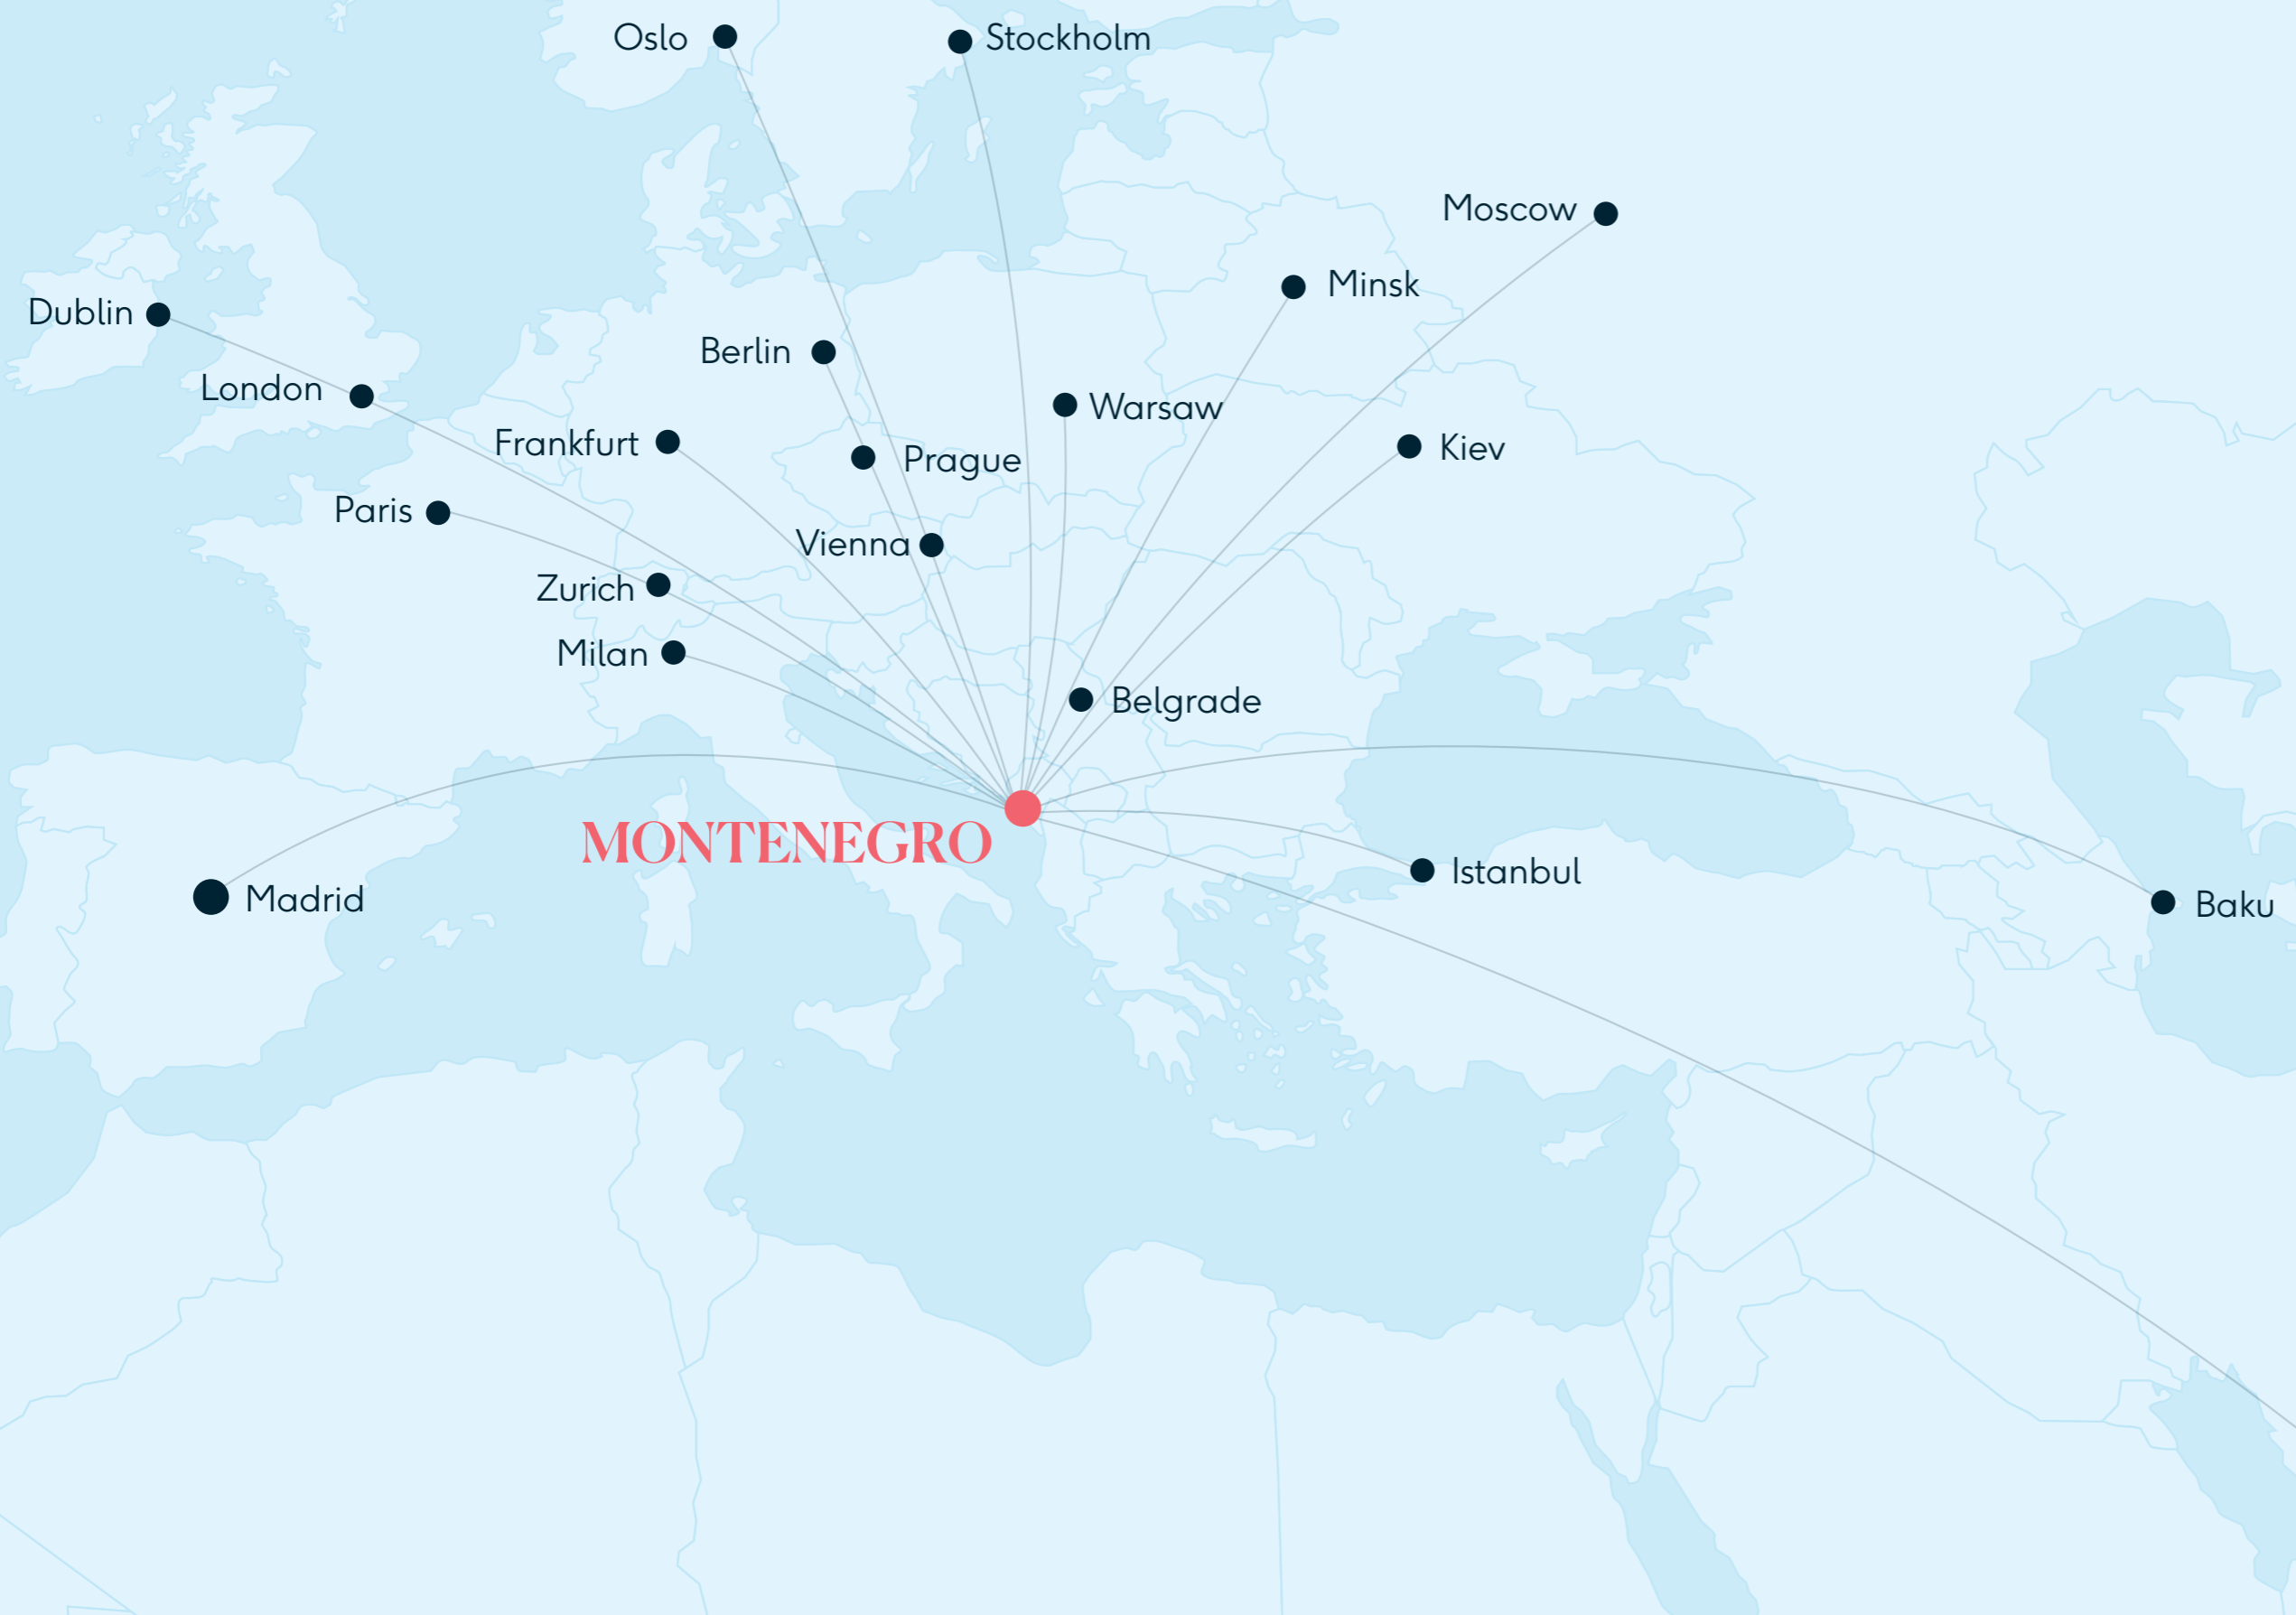 Oslo
Stockholm
Moscow
Minsk
Dublin
Berlin
London
Warsaw
Frankfurt
Prague
Kiev
Paris
Vienna
Zurich
Milan
Belgrade
MONTENEGRO
Istanbul
Madrid
Baku